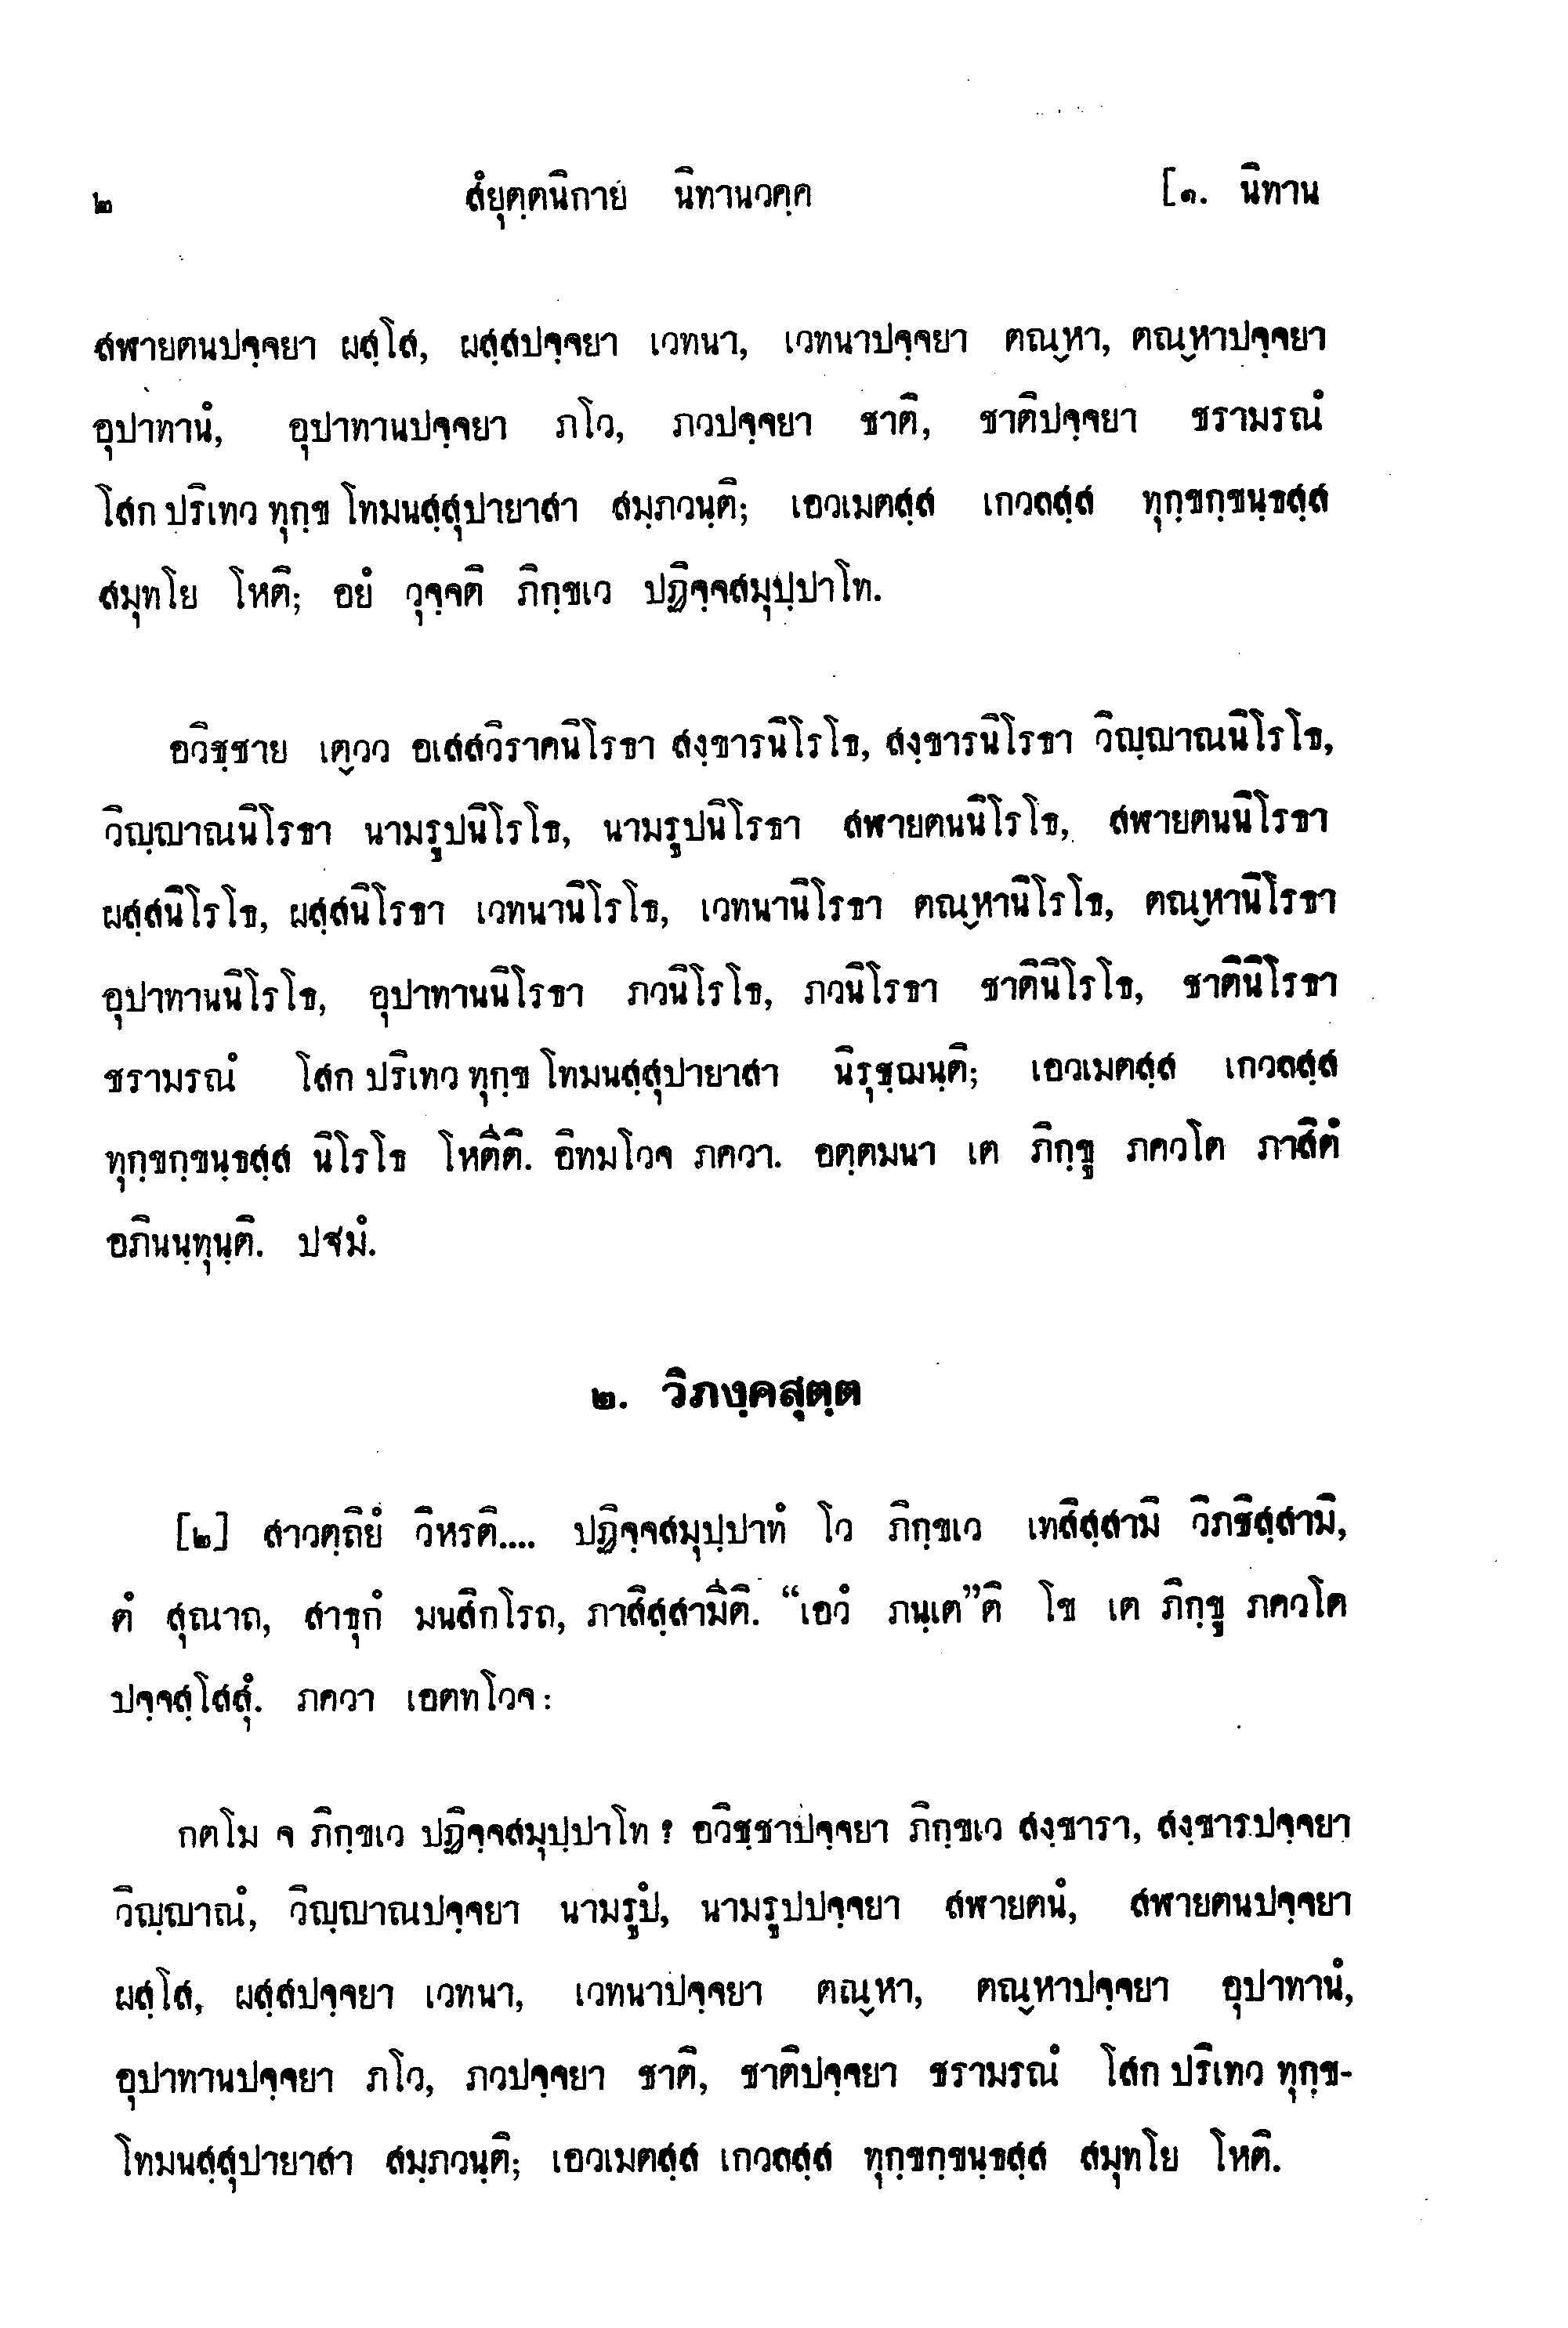 ๒ สํยุตฺตนิกาย นิทานวคฺค [๑. นิทาน
สฬายตนปจฺจยา ผสฺโส, ผสฺสปจฺจยา เวทนา, เวทนาปจฺจยา ตณฺหา, ตณฺหาปจฺจยา
อุปาทานํ, อุปาทานปจฺจยา ภโว, ภวปจฺจยา ชาติ, ชาติปจฺจยา ชรามรณํ
โสก ปริเทว ทุกฺข โทมนสฺสุปายาสา สมฺภวนฺติ; เอวเมตสฺส เกวลสฺส ทุกฺขกฺขนฺธสฺส
สมุทโย โหติ; อยํ วุจฺจติ ภิกฺขเว ปฏิจฺจสมุปฺปาโท.
อวิชฺชาย เตฺวว อเสสวิราคนิโรธา สงฺขารนิโรโธ, สงฺขารนิโรธา วิญฺญาณนิโรโธ,
วิญฺญาณนิโรธา นามรูปนิโรโธ, นามรูปนิโรธา สฬายตนนิโรโธ, สฬายตนนิโรธา
ผสฺสนิโรโธ, ผสฺสนิโรธา เวทนานิโรโธ, เวทนานิโรธา ตณฺหานิโรโธ, ตณฺหานิโรธา
อุปาทานนิโรโธ, อุปาทานนิโรธา ภวนิโรโธ, ภวนิโรธา ชาตินิโรโธ, ชาตินิโรธา
ชรามรณํ โสก ปริเทว ทุกฺข โทมนสฺสุปายาสา นิรุชฺฌนฺติ; เอวเมตสฺส เกวลสฺส
ทุกฺขกฺขนฺธสฺส นิโรโธ โหตีติ. อิทมโวจ ภควา. อตฺตมนา เต ภิกฺขู ภควโต ภาสิตํ
อภินนฺทุนฺติ. ปฐมํ.
๒. วิภงฺคสุตฺต
[๒] สาวตฺถิยํ วิหรติ.... ปฏิจฺจสมุปฺปาทํ โว ภิกฺขเว เทสิสฺสามิ วิภชิสฺสามิ,
ตํ สุณาถ, สาธุกํ มนสิกโรถ, ภาสิสฺสามีติ. “เอวํ ภนฺเต”ติ โข เต ภิกฺขู ภควโต
ปจฺจสฺโสสุํ. ภควา เอตทโวจ:
กตโม จ ภิกฺขเว ปฏิจฺจสมุปฺปาโท ? อวิชฺชาปจฺจยา ภิกฺขเว สงฺขารา, สงฺขารปจฺจยา
วิญฺญาณํ, วิญฺญาณปจฺจยา นามรูปํ, นามรูปปจฺจยา สฬายตนํ, สฬายตนปจฺจยา
ผสฺโส, ผสฺสปจฺจยา เวทนา, เวทนาปจฺจยา ตณฺหา, ตณฺหาปจฺจยา อุปาทานํ,
อุปาทานปจฺจยา ภโว, ภวปจฺจยา ชาติ, ชาติปจฺจยา ชรามรณํ โสก ปริเทว ทุกฺข-
โทมนสฺสุปายาสา สมฺภวนฺติ; เอวเมตสฺส เกวลสฺส ทุกฺขกฺขนฺธสฺส สมุทโย โหติ.